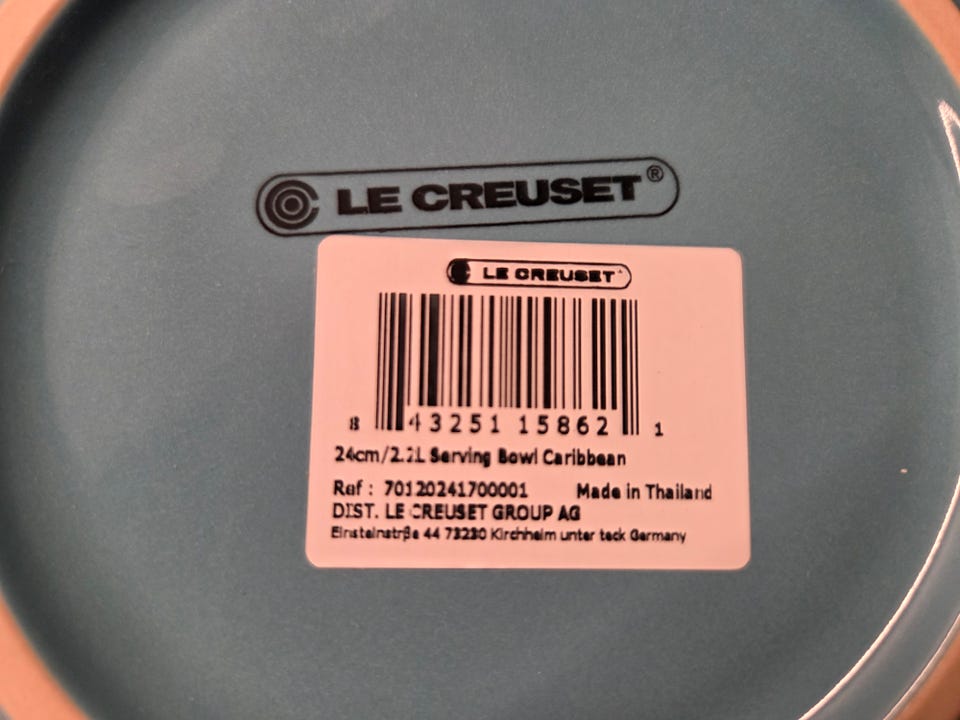 LE CREUSET®
LE CREUSET
8 43251 15862 1
24cm/2.2L Serving Bowl Caribbean
Ref : 70120241700001 Made in Thailand
DIST. LE CREUSET GROUP AG
Einsteinstrße 44 73230 Kirchheim unter teck Germany